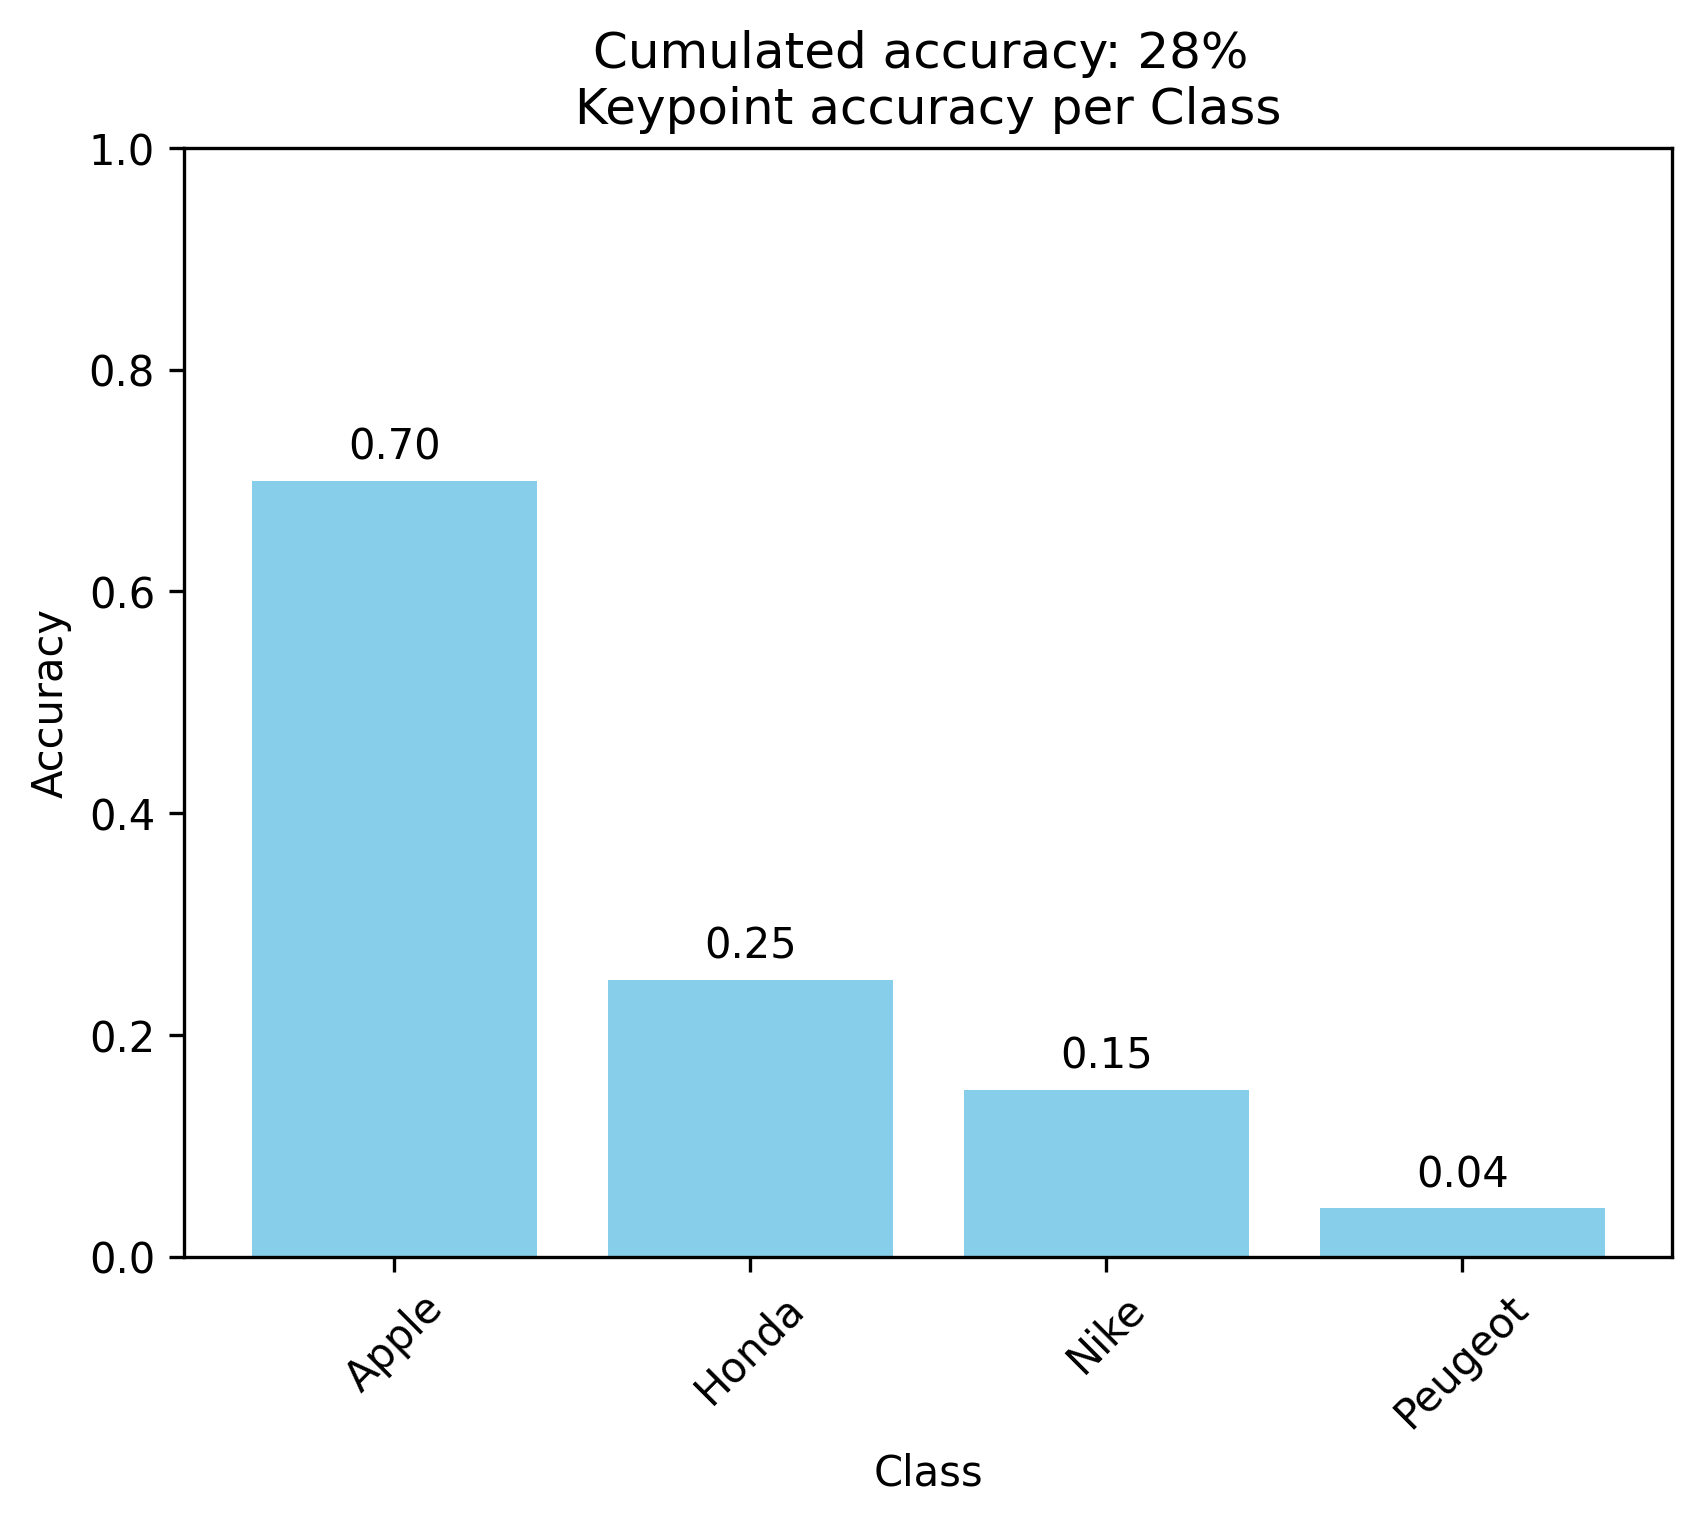 Cumulated accuracy: 28%
Keypoint accuracy per Class
1.0
0.8
0.6
0.4
0.2
0.0
Accuracy
0.70
0.25
0.15
0.04
Apple
Honda
Nike
Peugeot
Class